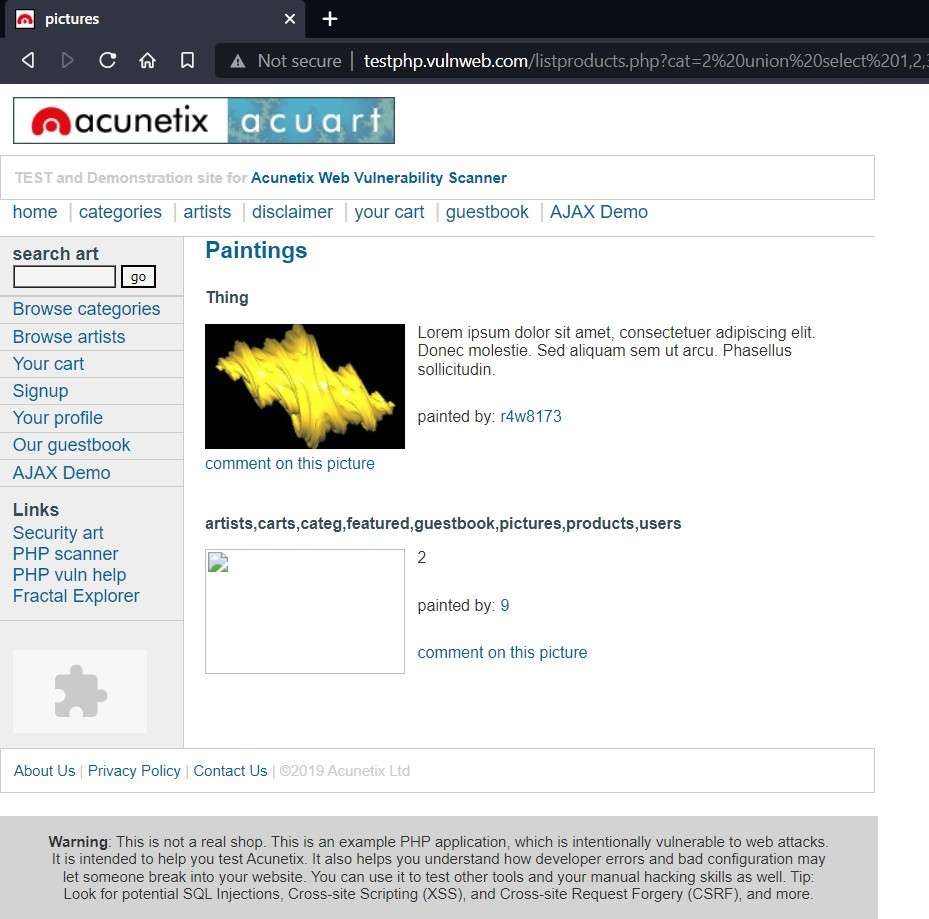 pictures
Not secure | testphp.vulnweb.com/listproducts.php?cat=2%20union%20select%201,2,
acunetix acuart
TEST and Demonstration site for Acunetix Web Vulnerability Scanner
home | categories | artists | disclaimer | your cart | guestbook | AJAX Demo
search art
go
Browse categories
Browse artists
Your cart
Signup
Your profile
Our guestbook
AJAX Demo
Links
Security art
PHP scanner
PHP vuln help
Fractal Explorer
Paintings
Thing
Lorem ipsum dolor sit amet, consectetuer adipiscing elit.
Donec molestie. Sed aliquam sem ut arcu. Phasellus
sollicitudin.
painted by: r4w8173
comment on this picture
artists,carts,categ,featured,guestbook,pictures,products,users
2
painted by: 9
comment on this picture
About Us | Privacy Policy | Contact Us | ©2019 Acunetix Ltd
Warning: This is not a real shop. This is an example PHP application, which is intentionally vulnerable to web attacks.
It is intended to help you test Acunetix. It also helps you understand how developer errors and bad configuration may
let someone break into your website. You can use it to test other tools and your manual hacking skills as well. Tip:
Look for potential SQL Injections, Cross-site Scripting (XSS), and Cross-site Request Forgery (CSRF), and more.